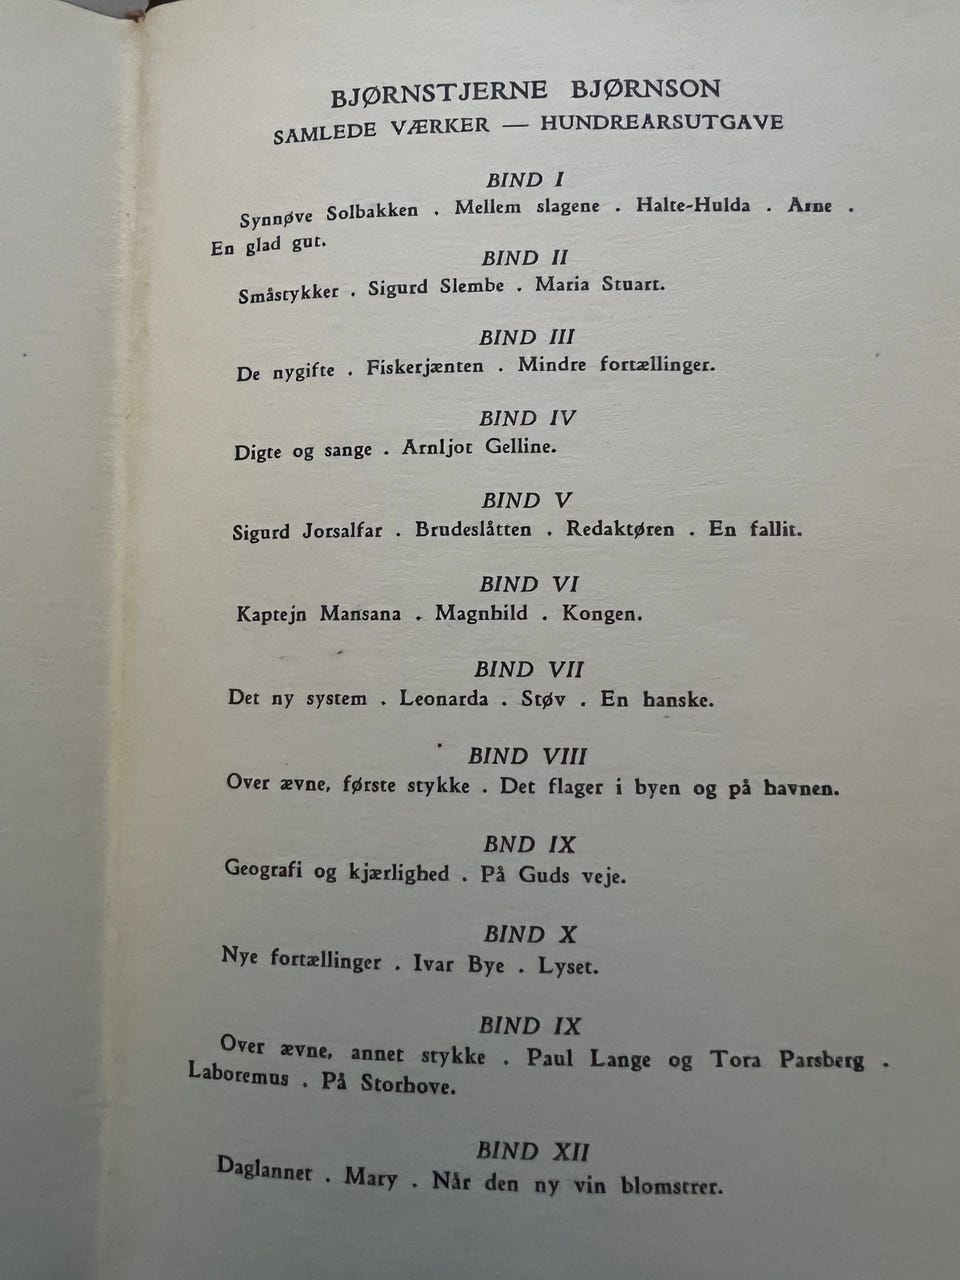 BJØRNSTJERNE BJØRNSON
SAMLEDE VÆRKER — HUNDREÅRSUTGAVE
BIND I
Synnøve Solbakken . Mellem slagene . Halte-Hulda . Arne .
En glad gut.
BIND II
Småstykker . Sigurd Slembe . Maria Stuart.
BIND III
De nygifte . Fiskerjænten . Mindre fortællinger.
BIND IV
Digte og sange . Arnljot Gelline.
BIND V
Sigurd Jorsalfar . Brudeslåtten . Redaktøren . En fallit.
BIND VI
Kaptejn Mansana . Magnhild . Kongen.
BIND VII
Det ny system . Leonarda . Støv . En hanske.
BIND VIII
Over ævne, første stykke . Det flager i byen og på havnen.
BND IX
Geografi og kjærlighed . På Guds veje.
BIND X
Nye fortællinger . Ivar Bye . Lyset.
BIND IX
Over ævne, annet stykke . Paul Lange og Tora Parsberg .
Laboremus . På Storhove.
BIND XII
Daglannet . Mary . Når den ny vin blomstrer.